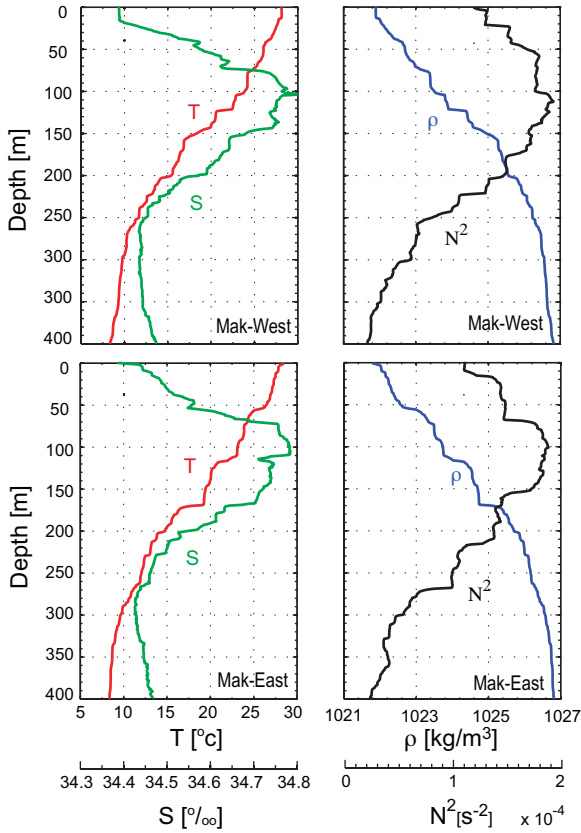 0
50
100
150
200
250
300
350
400
Depth [m]
T
S
Mak-West
ρ
N²
Mak-West
0
50
100
150
200
250
300
350
400
Depth [m]
T
S
Mak-East
ρ
N²
Mak-East
5 10 15 20 25 30
T [°c]
1021 1023 1025 1027
ρ [kg/m³]
34.3 34.4 34.5 34.6 34.7 34.8
S [°/∞]
0 1 2
N²[s⁻²] x 10⁻⁴